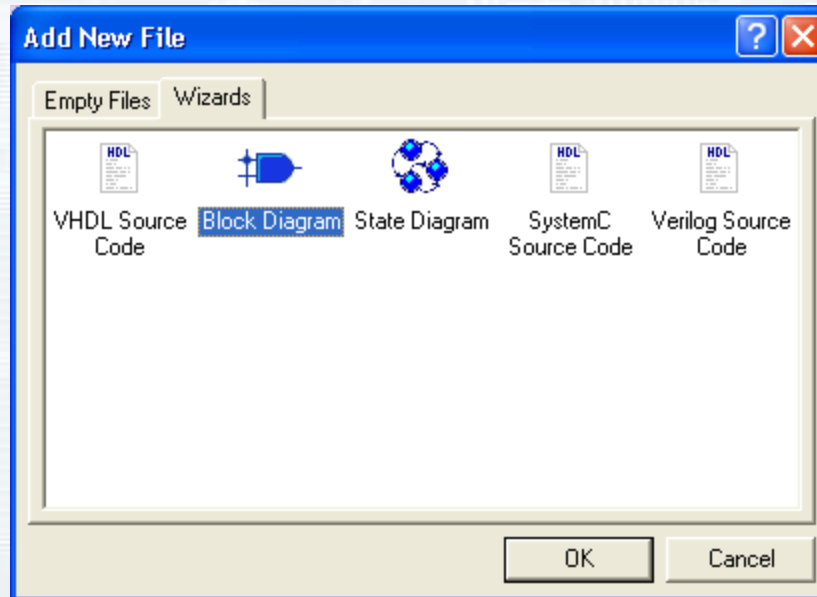 Add New File
Empty Files
Wizards
HDL
HDL
HDL
VHDL Source
Code
Block Diagram
State Diagram
SystemC
Source Code
Verilog Source
Code
OK
Cancel